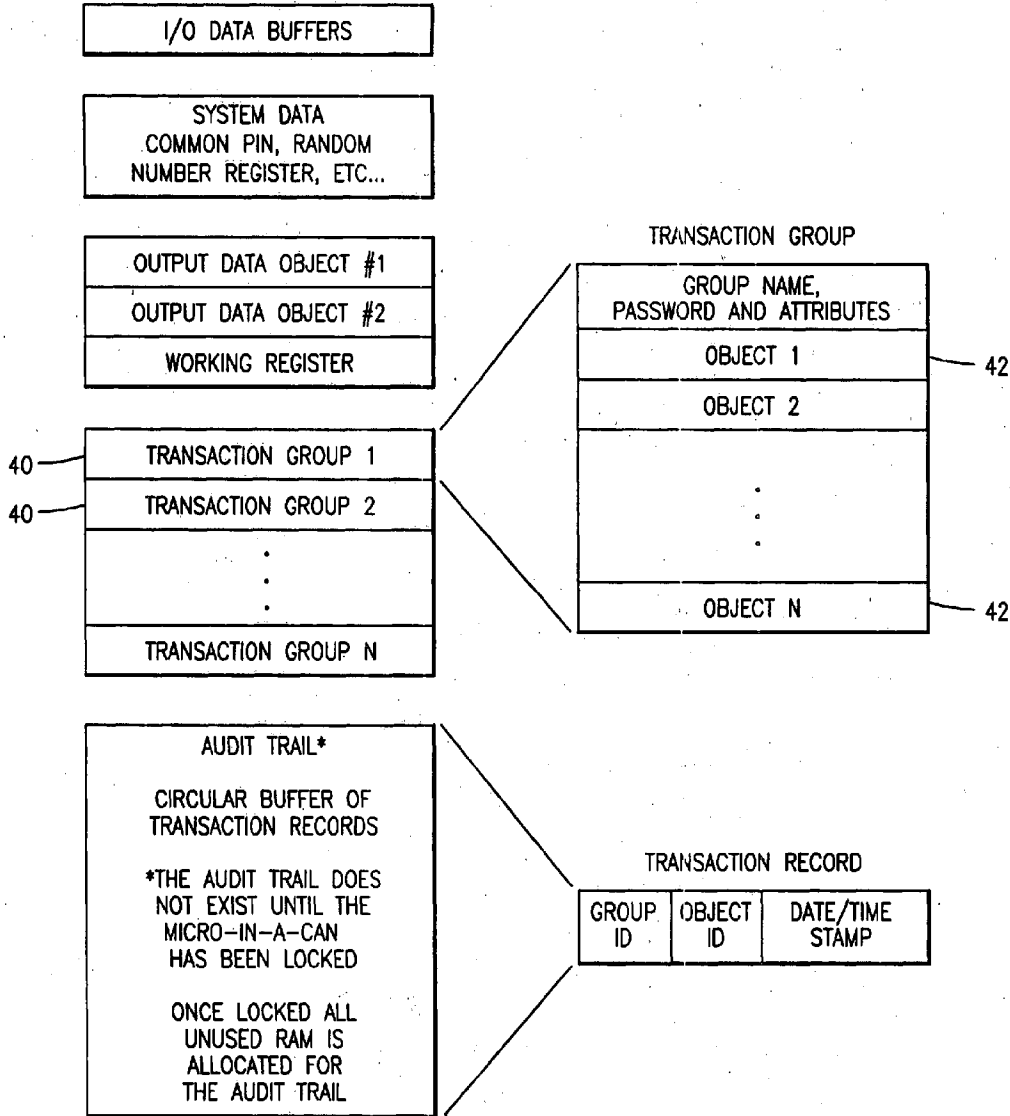 I/O DATA BUFFERS
SYSTEM DATA
COMMON PIN, RANDOM
NUMBER REGISTER, ETC...
OUTPUT DATA OBJECT #1
OUTPUT DATA OBJECT #2
WORKING REGISTER
40
TRANSACTION GROUP 1
40
TRANSACTION GROUP 2
TRANSACTION GROUP N
TRANSACTION GROUP
GROUP NAME,
PASSWORD AND ATTRIBUTES
OBJECT 1
42
OBJECT 2
OBJECT N
42
AUDIT TRAIL*
CIRCULAR BUFFER OF
TRANSACTION RECORDS
*THE AUDIT TRAIL DOES
NOT EXIST UNTIL THE
MICRO-IN-A-CAN
HAS BEEN LOCKED
ONCE LOCKED ALL
UNUSED RAM IS
ALLOCATED FOR
THE AUDIT TRAIL
TRANSACTION RECORD
GROUP
ID
OBJECT
ID
DATE/TIME
STAMP